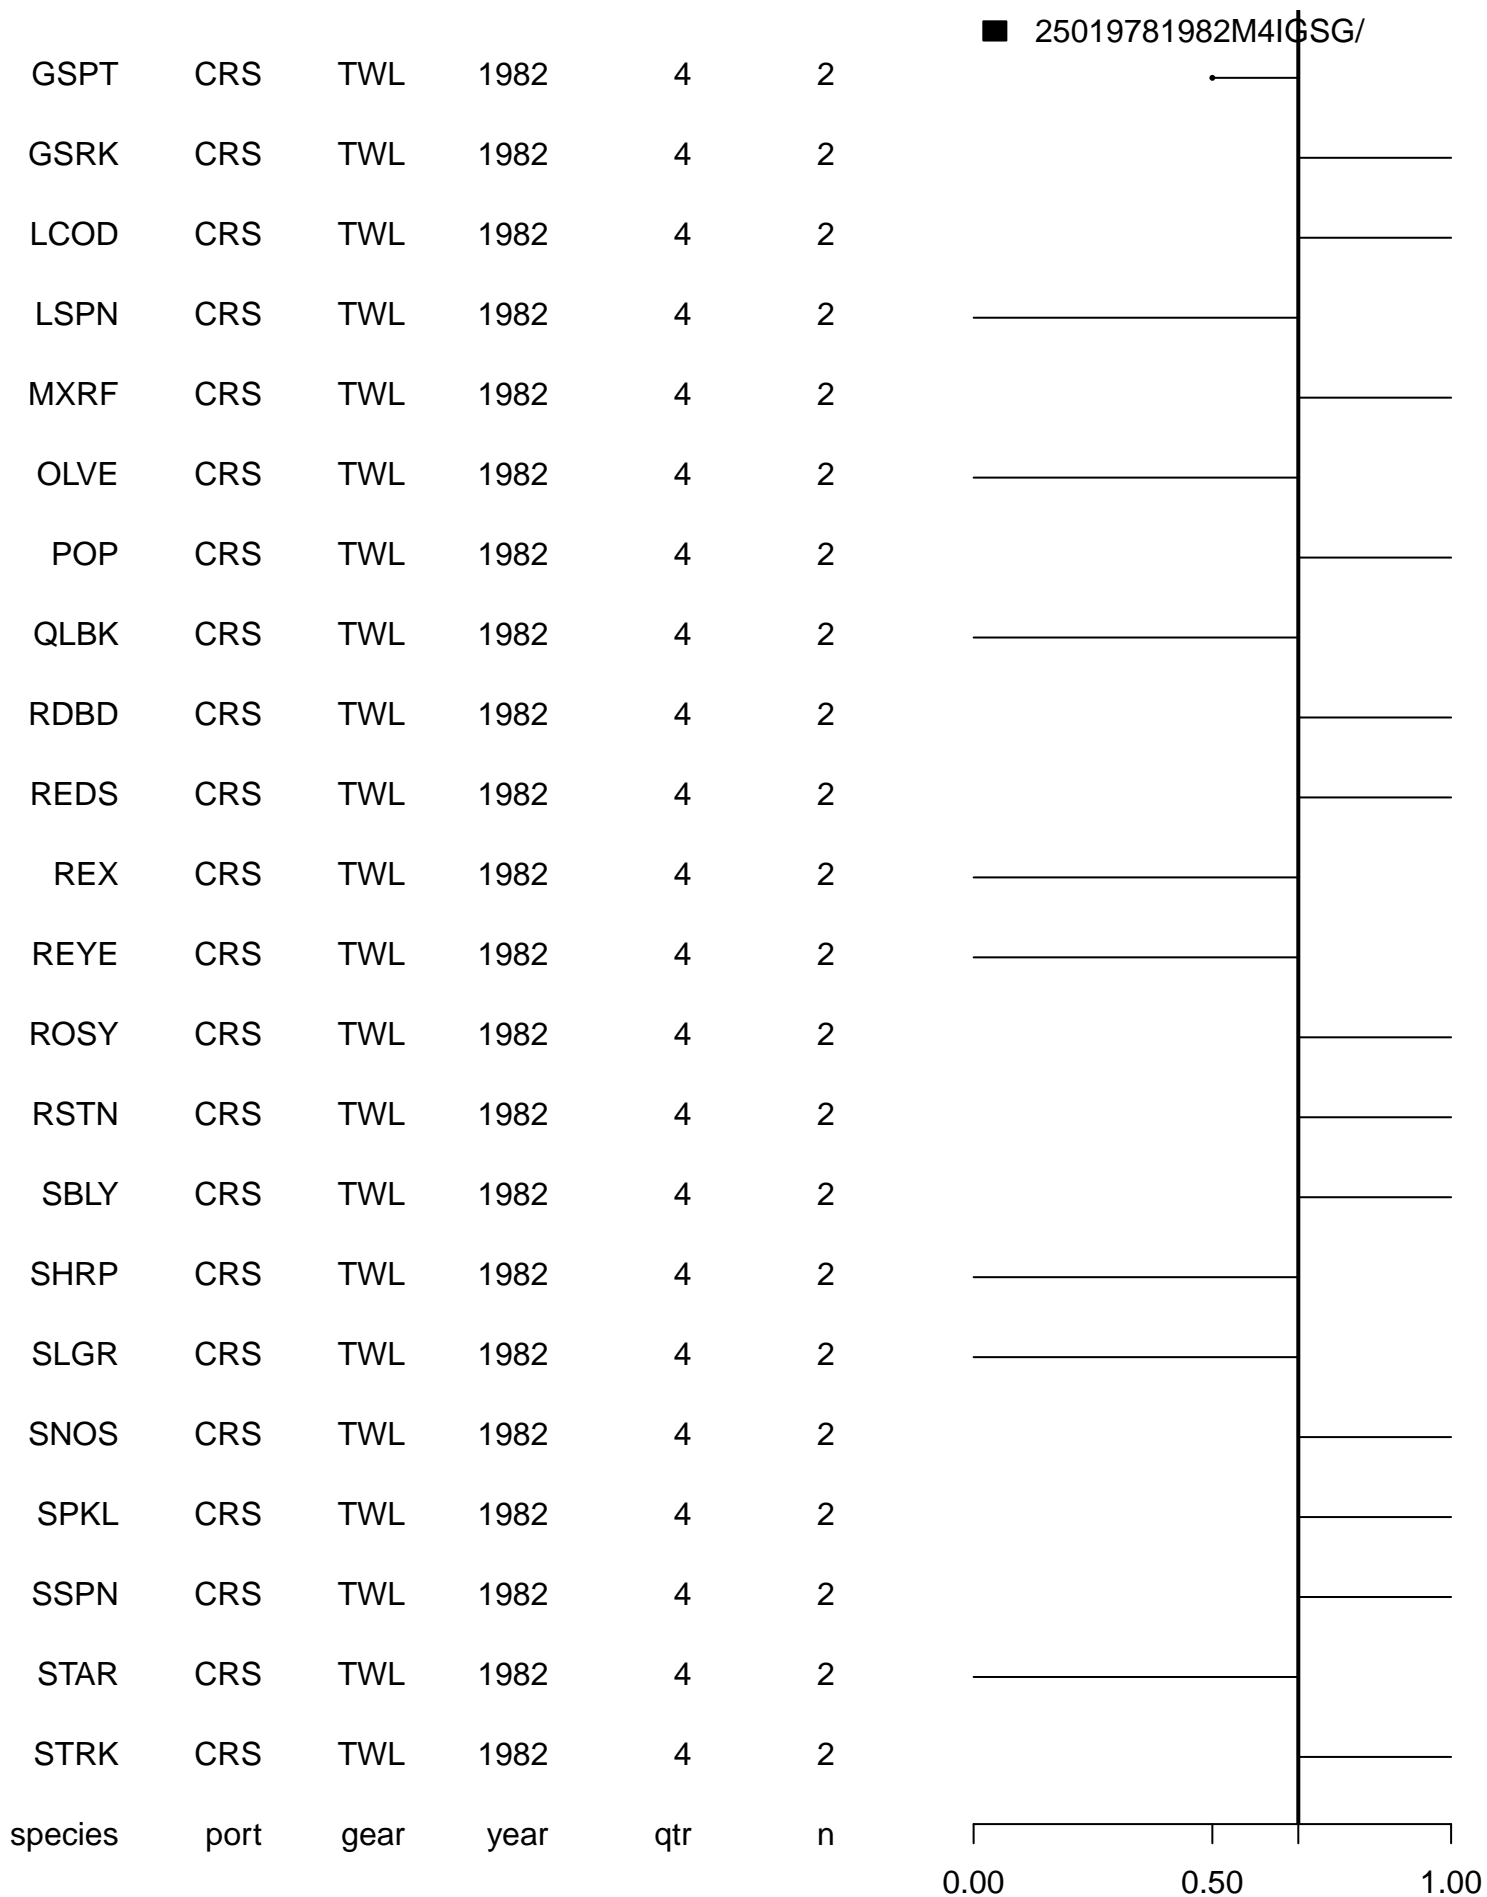 25019781982M4IGSG/
GSPT CRS TWL 1982 4 2
GSRK CRS TWL 1982 4 2
LCOD CRS TWL 1982 4 2
LSPN CRS TWL 1982 4 2
MXRF CRS TWL 1982 4 2
OLVE CRS TWL 1982 4 2
POP CRS TWL 1982 4 2
QLBK CRS TWL 1982 4 2
RDBD CRS TWL 1982 4 2
REDS CRS TWL 1982 4 2
REX CRS TWL 1982 4 2
REYE CRS TWL 1982 4 2
ROSY CRS TWL 1982 4 2
RSTN CRS TWL 1982 4 2
SBLY CRS TWL 1982 4 2
SHRP CRS TWL 1982 4 2
SLGR CRS TWL 1982 4 2
SNOS CRS TWL 1982 4 2
SPKL CRS TWL 1982 4 2
SSPN CRS TWL 1982 4 2
STAR CRS TWL 1982 4 2
STRK CRS TWL 1982 4 2
species port gear year qtr n
0.00 0.50 1.00